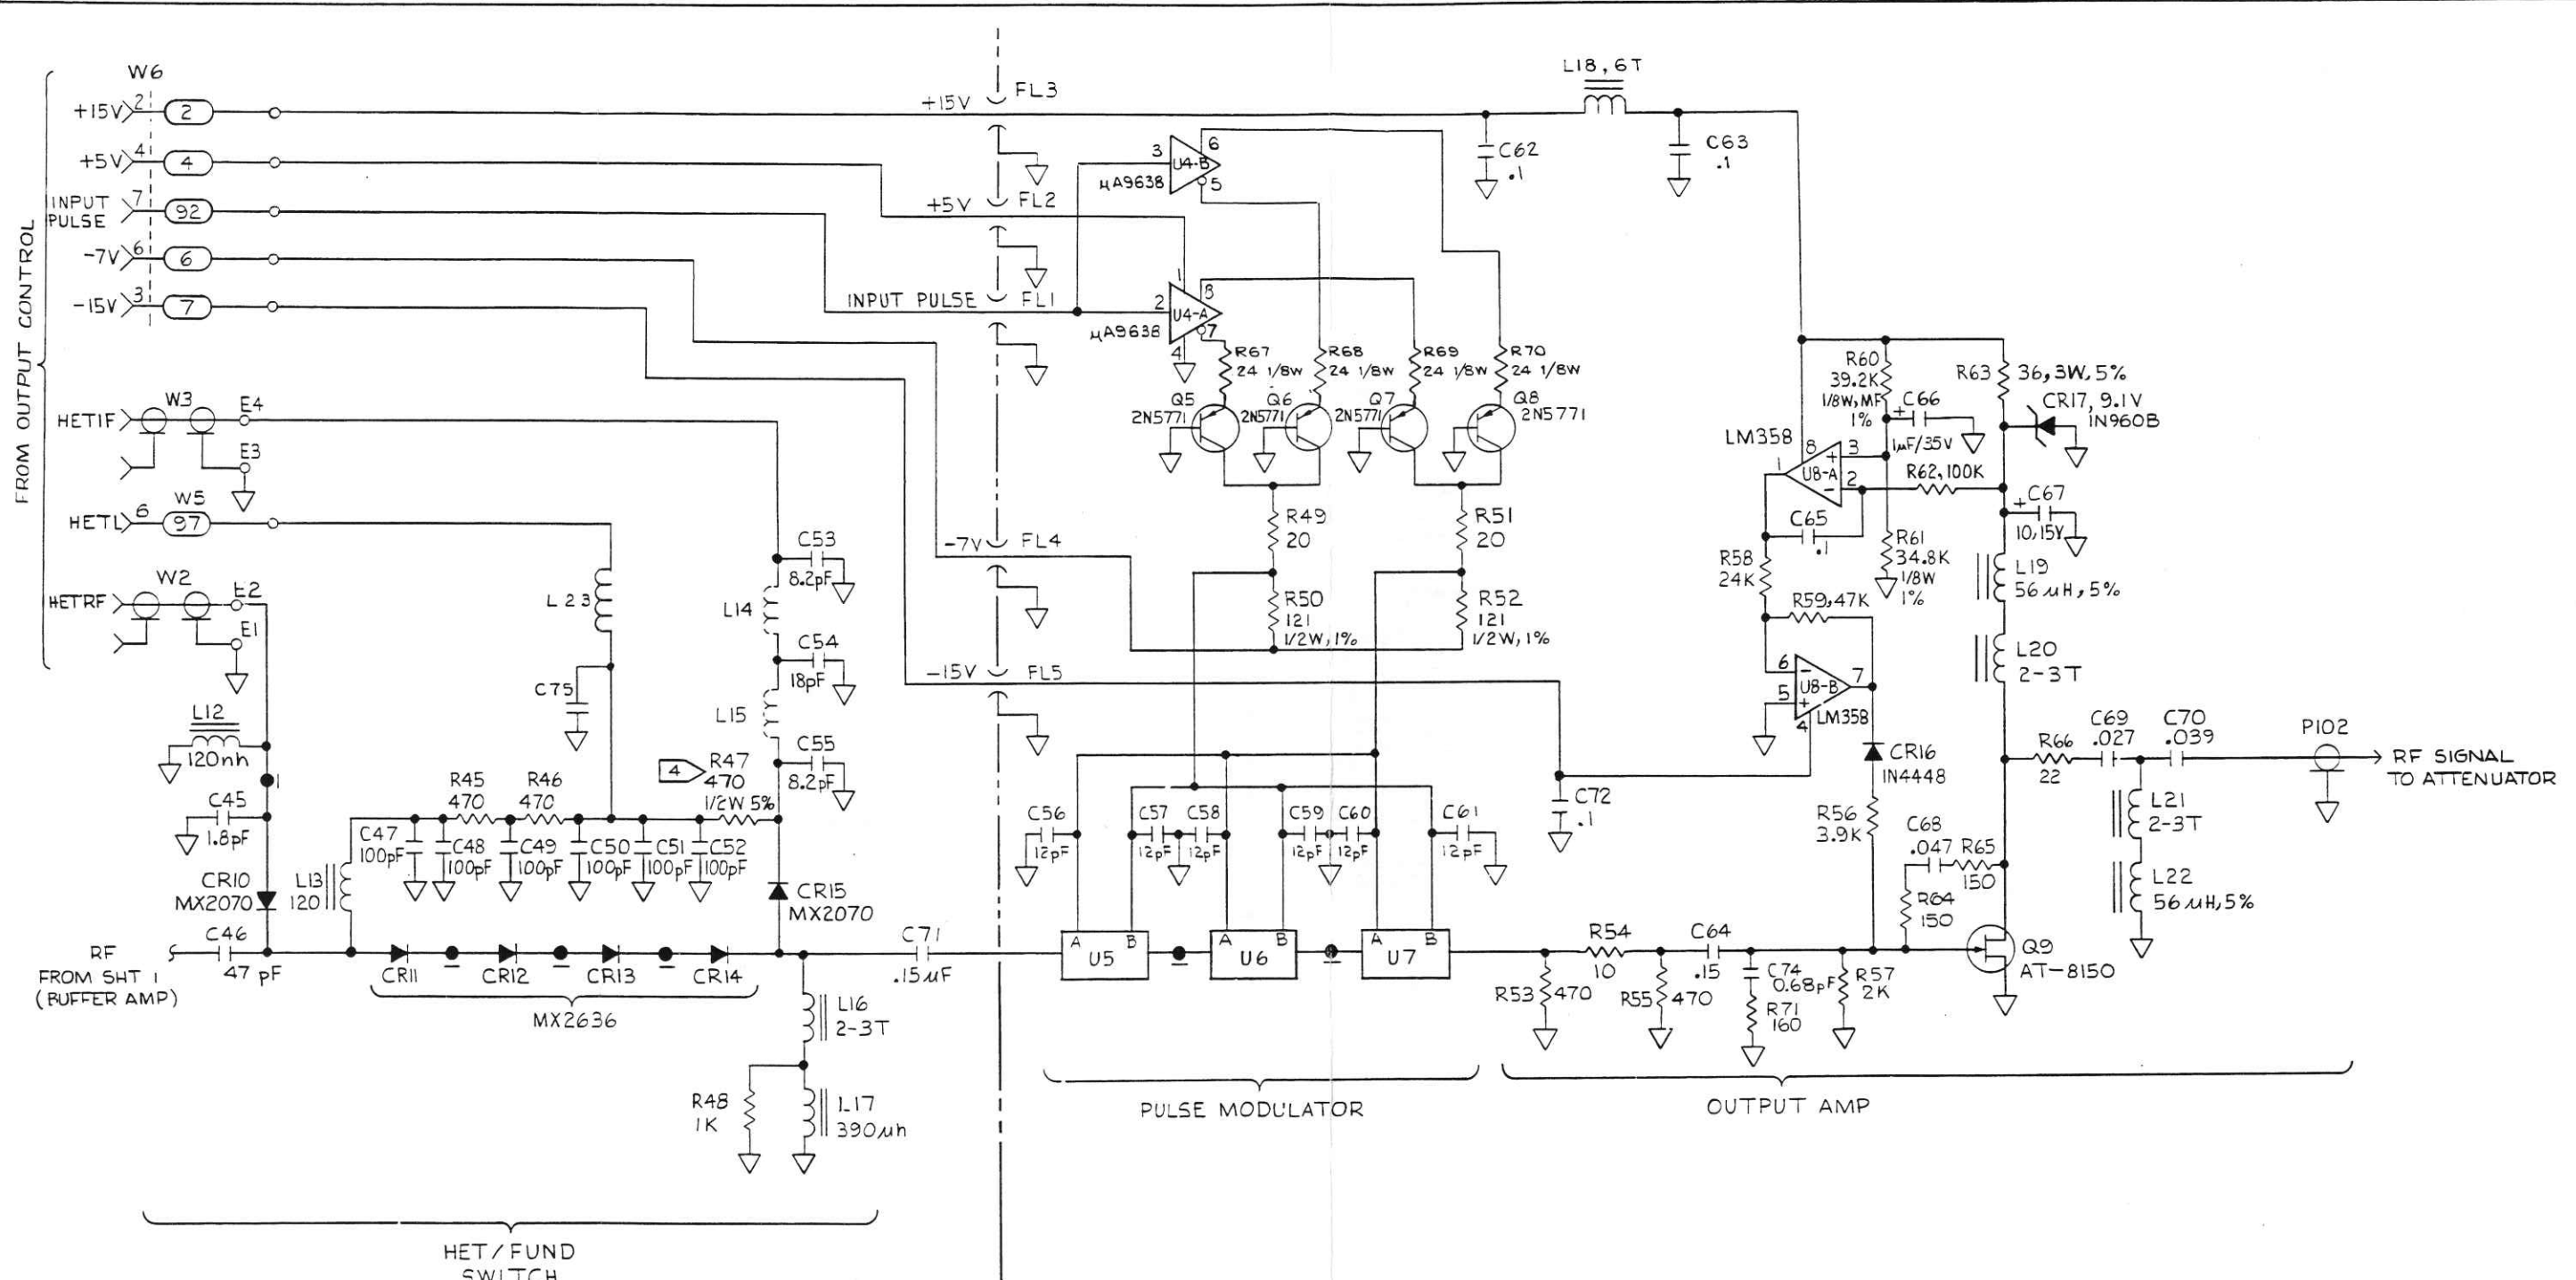 FROM OUTPUT CONTROL
W6
+15V 2 2
+5V 4 4
INPUT
PULSE 7 92
-7V 6 6
-15V 3 7
HETIF W3 E4
E3
HETL 6 W5 97
HETRF W2 E2
E1
+15V FL3
+5V FL2
INPUT PULSE FL1
-7V FL4
-15V FL5
L18, 6T
C62
.1
C63
.1
3 U4-B 6
5
μA9638
1
2 U4-A 8
7
4
μA9638
R67
24 1/8W
R68
24 1/8W
R69
24 1/8W
R70
24 1/8W
Q5
2N5771
Q6
2N5771
Q7
2N5771
Q8
2N5771
R49
20
R51
20
R50
121
1/2W, 1%
R52
121
1/2W, 1%
R60
39.2K
1/8W, MF
1%
R63 36, 3W, 5%
CR17, 9.1V
1N960B
+ C66
1μF/35V
LM358
8
1 U8-A + 3
- 2
R62, 100K
+ C67
10, 15V
C65
.1
R61
34.8K
1/8W
1%
R58
24K
R59, 47K
L19
56 μH, 5%
L20
2-3T
6 -
5 + U8-B 7
4 LM358
CR16
1N4448
R56
3.9K
C72
.1
R66
22
C69
.027
C70
.039
P102
RF SIGNAL
TO ATTENUATOR
L21
2-3T
L22
56 μH, 5%
C68
.047
R65
150
R64
150
Q9
AT-8150
L12
120nh
1
C45
1.8pF
CR10
MX2070
L13
120
L23
C75
C53
8.2pF
L14
C54
18pF
L15
C55
8.2pF
4
R47
470
1/2W 5%
R45
470
R46
470
C47
100pF
C48
100pF
C49
100pF
C50
100pF
C51
100pF
C52
100pF
CR15
MX2070
RF
FROM SHT 1
(BUFFER AMP)
C46
47 pF
CR11
CR12
CR13
CR14
MX2636
C71
.15μF
L16
2-3T
R48
1K
L17
390μh
C56
12pF
C57
12pF
C58
12pF
C59
12pF
C60
12pF
C61
12pF
A B
U5
A B
U6
A B
U7
R53 470
R54
10
R55 470
C64
.15
C74
0.68pF
R71
160
R57
2K
PULSE MODULATOR
OUTPUT AMP
HET/FUND
SWITCH